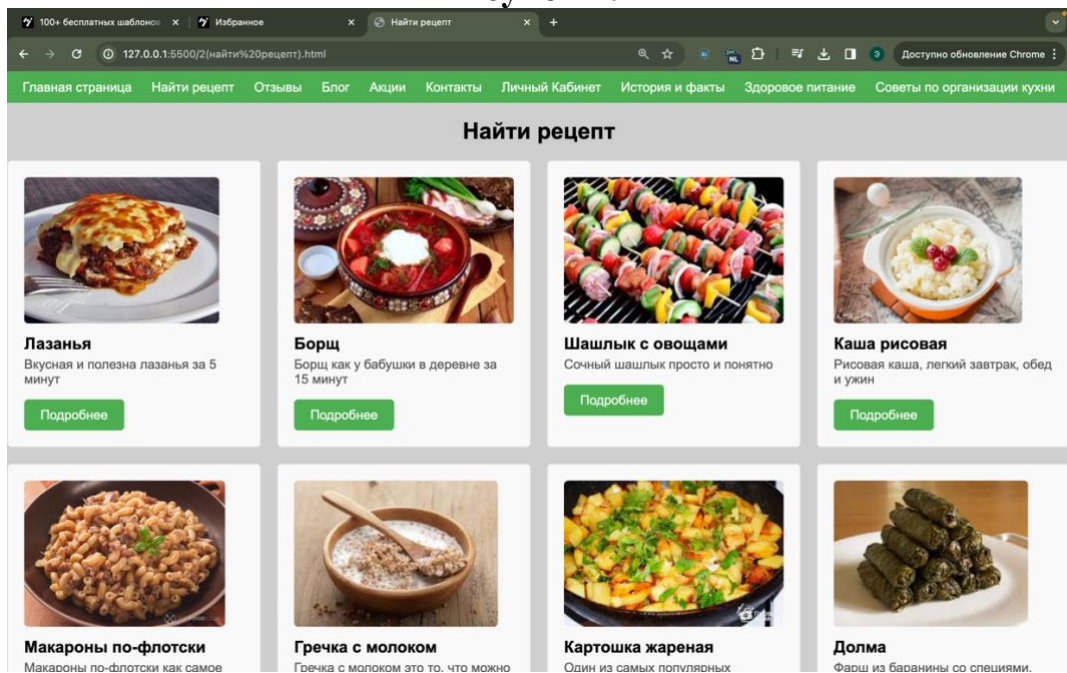 100+ бесплатных шаблонов
Избранное
Найти рецепт
127.0.0.1:5500/2(найти%20рецепт).html
NL
Э
Доступно обновление Chrome
Главная страница Найти рецепт Отзывы Блог Акции Контакты Личный Кабинет История и факты Здоровое питание Советы по организации кухни
Найти рецепт
Лазанья
Вкусная и полезна лазанья за 5
минут
Подробнее
Борщ
Борщ как у бабушки в деревне за
15 минут
Подробнее
Шашлык с овощами
Сочный шашлык просто и понятно
Подробнее
Каша рисовая
Рисовая каша, легкий завтрак, обед
и ужин
Подробнее
Макароны по-флотски
Макароны по-флотски как самое
Гречка с молоком
Гречка с молоком это то, что можно
Картошка жареная
Один из самых популярных
Долма
Фарш из баранины со специями,